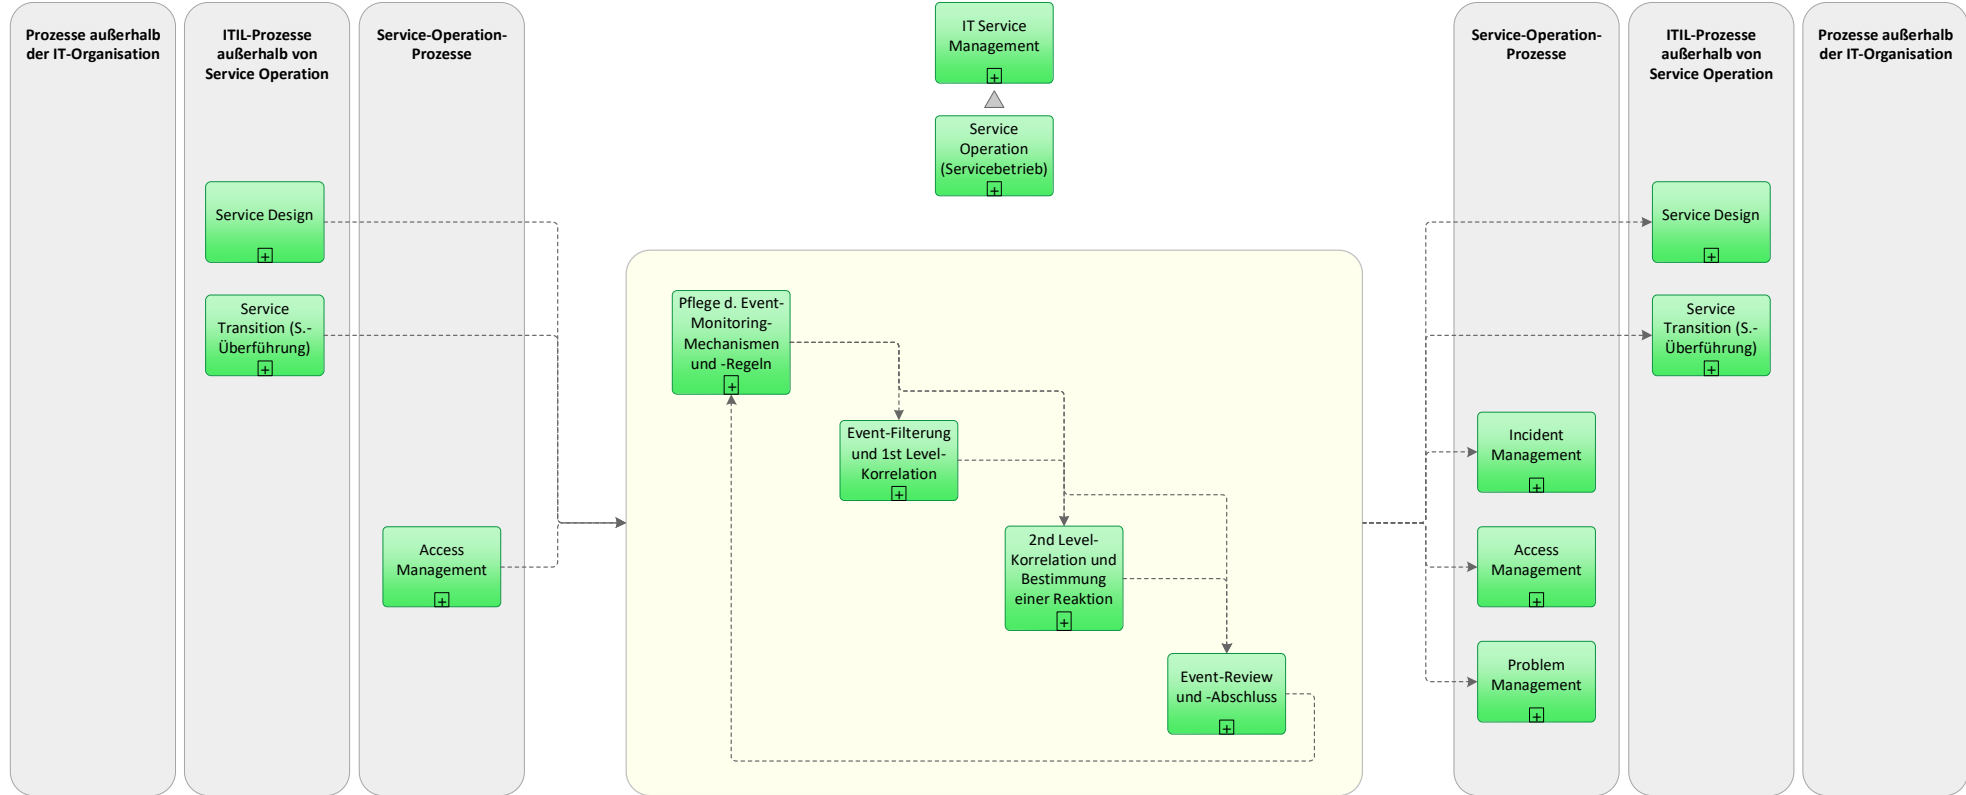 Prozesse außerhalb
der IT-Organisation
ITIL-Prozesse
außerhalb von
Service Operation
Service-Operation-
Prozesse
IT Service
Management
Service
Operation
(Servicebetrieb)
Service-Operation-
Prozesse
ITIL-Prozesse
außerhalb von
Service Operation
Prozesse außerhalb
der IT-Organisation
Service Design
Service
Transition (S.-
Überführung)
Access
Management
Pflege d. Event-
Monitoring-
Mechanismen
und -Regeln
Event-Filterung
und 1st Level-
Korrelation
2nd Level-
Korrelation und
Bestimmung
einer Reaktion
Event-Review
und -Abschluss
Service Design
Service
Transition (S.-
Überführung)
Incident
Management
Access
Management
Problem
Management